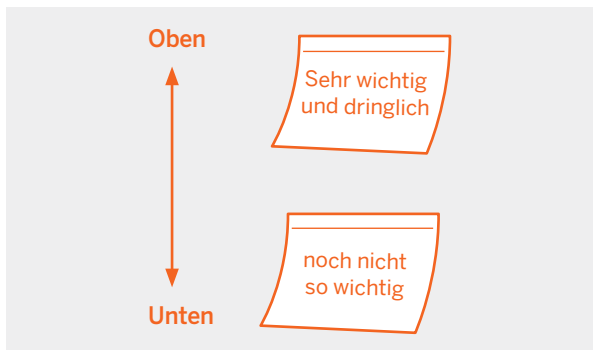 Oben
Sehr wichtig
und dringlich
noch nicht
so wichtig
Unten